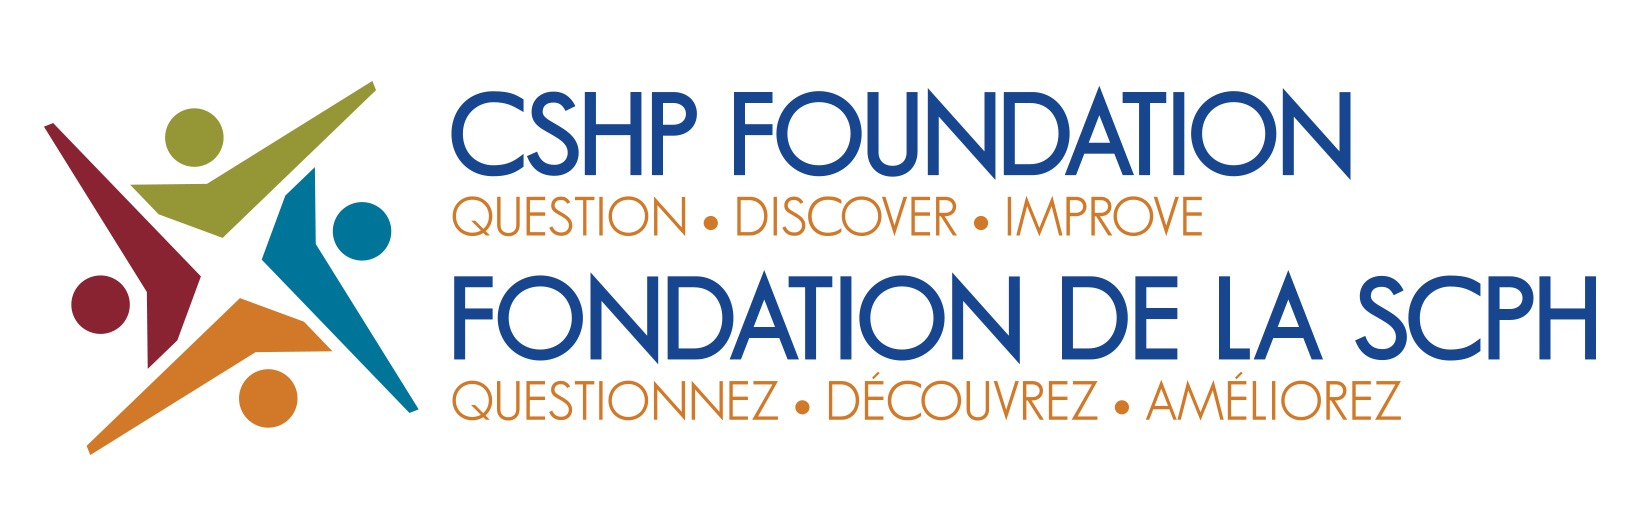 CSHP FOUNDATION
QUESTION • DISCOVER • IMPROVE
FONDATION DE LA SCPH
QUESTIONNEZ • DÉCOUVREZ • AMÉLIOREZ